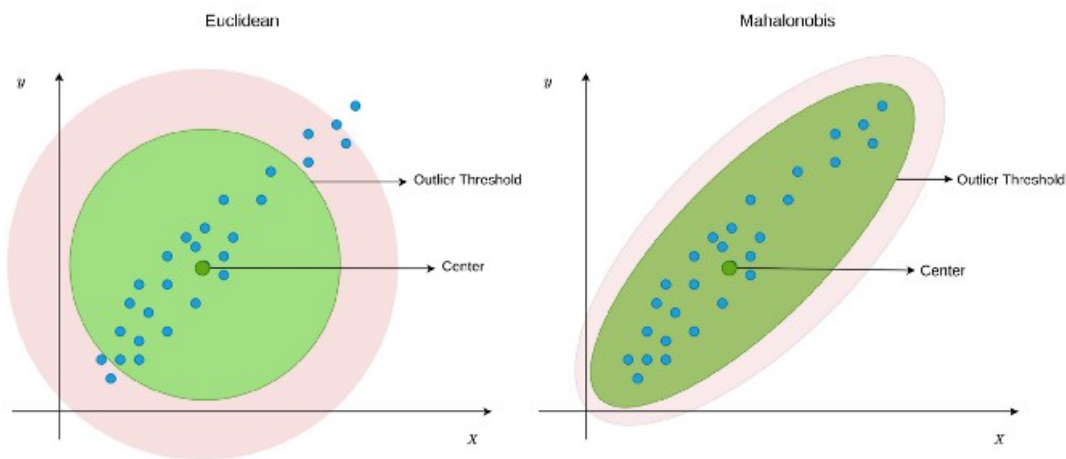 Euclidean
Mahalonobis
y
y
Outlier Threshold
Outlier Threshold
Center
Center
X
X